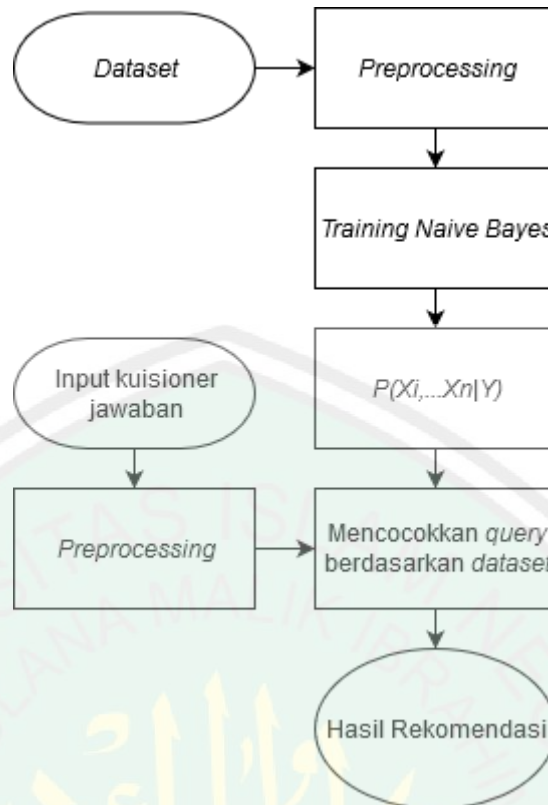 Dataset
Preprocessing
Training Naive Bayes
Input kuisioner
jawaban
P(Xi,...Xn|Y)
Preprocessing
Mencocokkan query
berdasarkan dataset
Hasil Rekomendasi